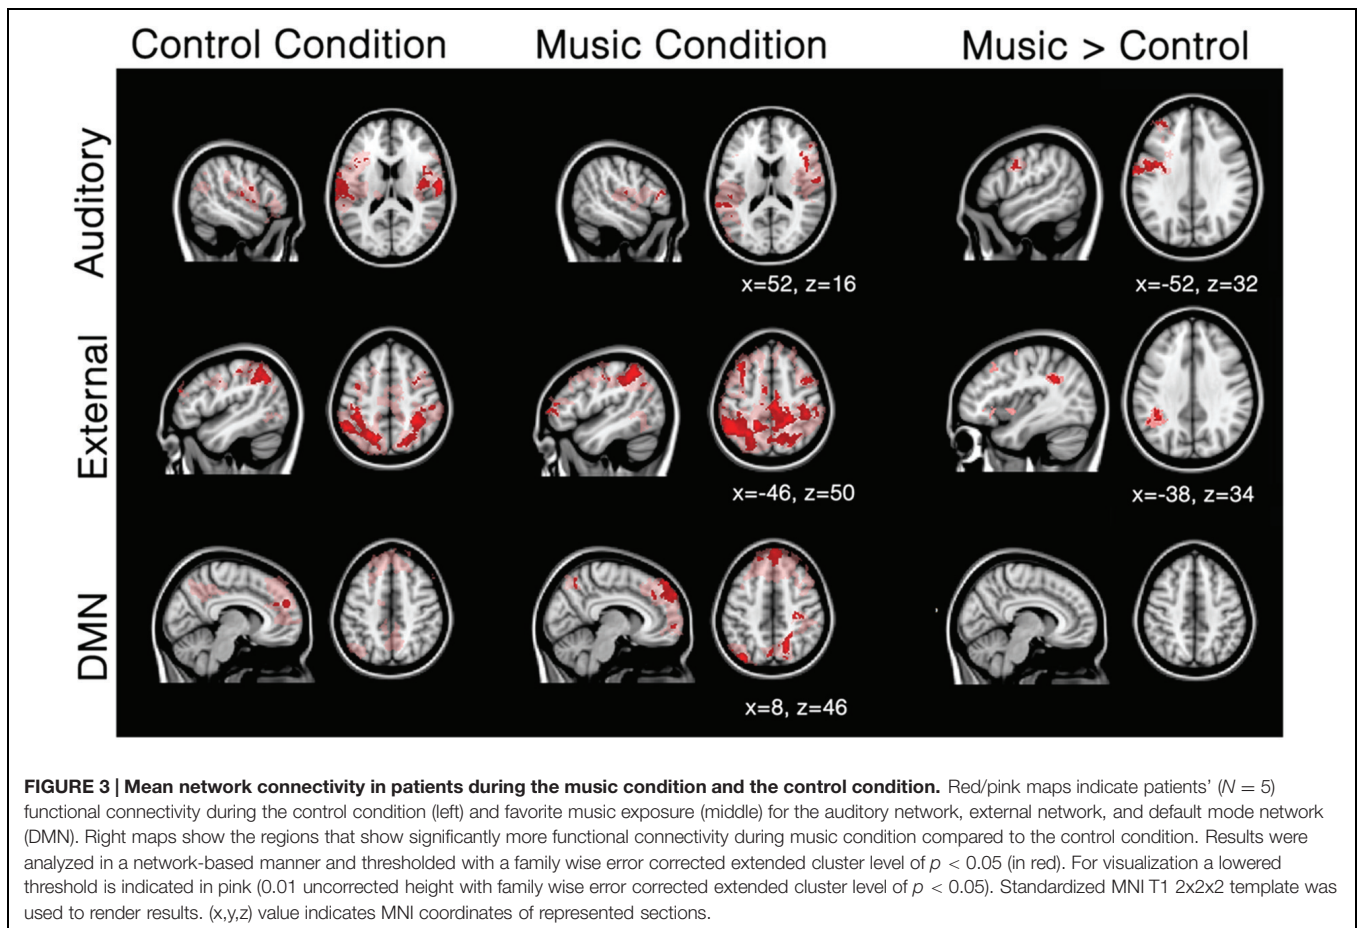 Control Condition
Music Condition
Music > Control
Auditory
x=52, z=16
x=-52, z=32
External
x=-46, z=50
x=-38, z=34
DMN
x=8, z=46
FIGURE 3 | Mean network connectivity in patients during the music condition and the control condition. Red/pink maps indicate patients’ (N = 5)
functional connectivity during the control condition (left) and favorite music exposure (middle) for the auditory network, external network, and default mode network
(DMN). Right maps show the regions that show significantly more functional connectivity during music condition compared to the control condition. Results were
analyzed in a network-based manner and thresholded with a family wise error corrected extended cluster level of p < 0.05 (in red). For visualization a lowered
threshold is indicated in pink (0.01 uncorrected height with family wise error corrected extended cluster level of p < 0.05). Standardized MNI T1 2x2x2 template was
used to render results. (x,y,z) value indicates MNI coordinates of represented sections.